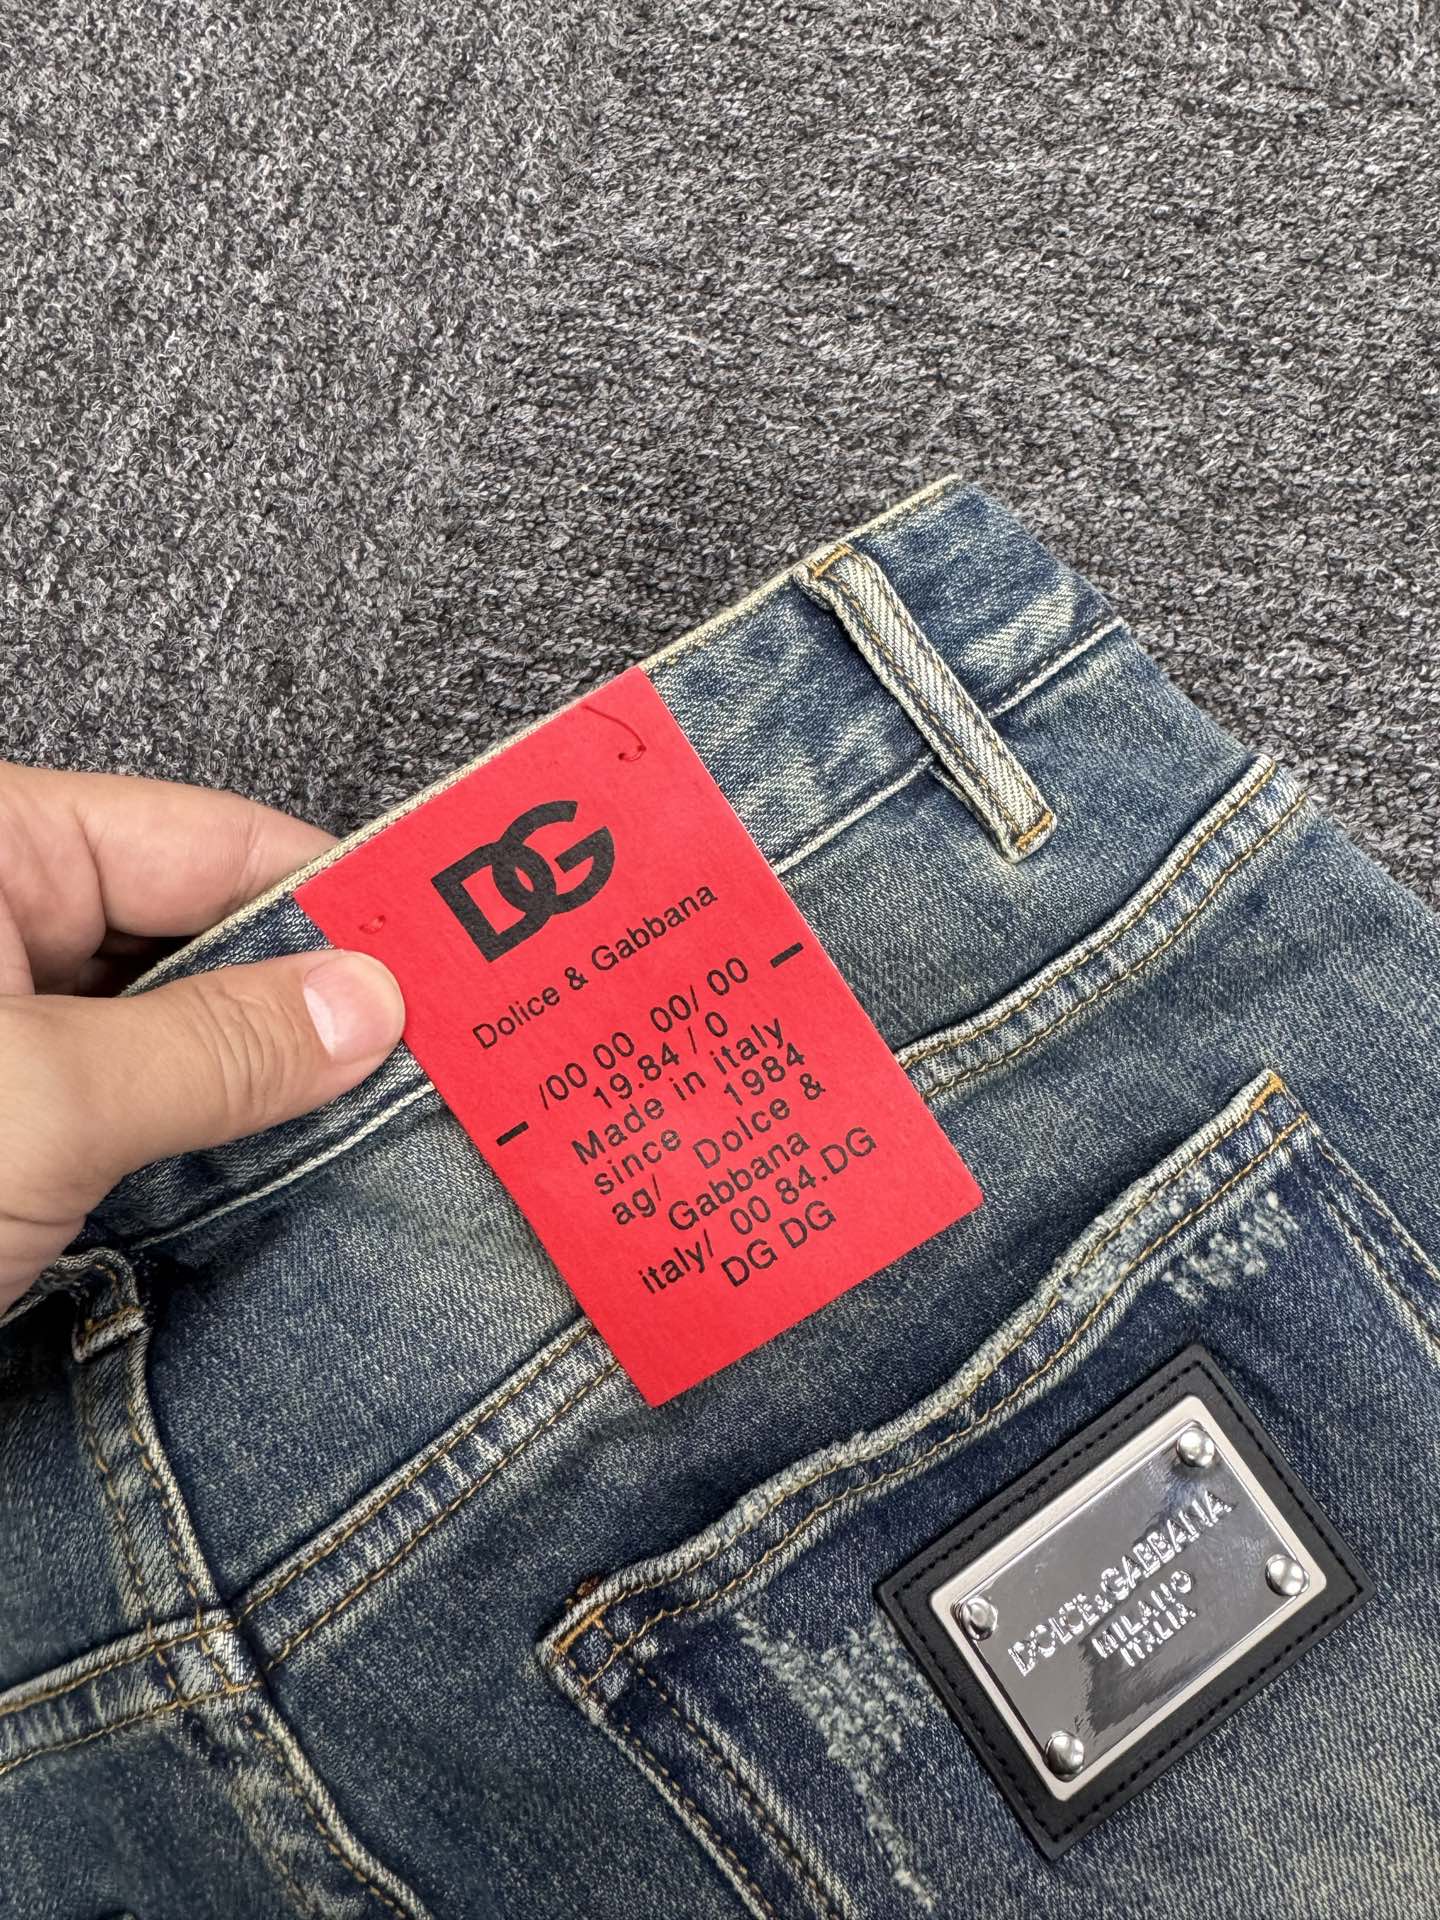 DG
Dolice & Gabbana
/00 00 00/ 00
19.84 / 0
Made in italy
since 1984
ag/ Dolce &
Gabbana
italy/ 00 84.DG
DG DG
DOLCE&GABBANA
MILANO
ITALIA